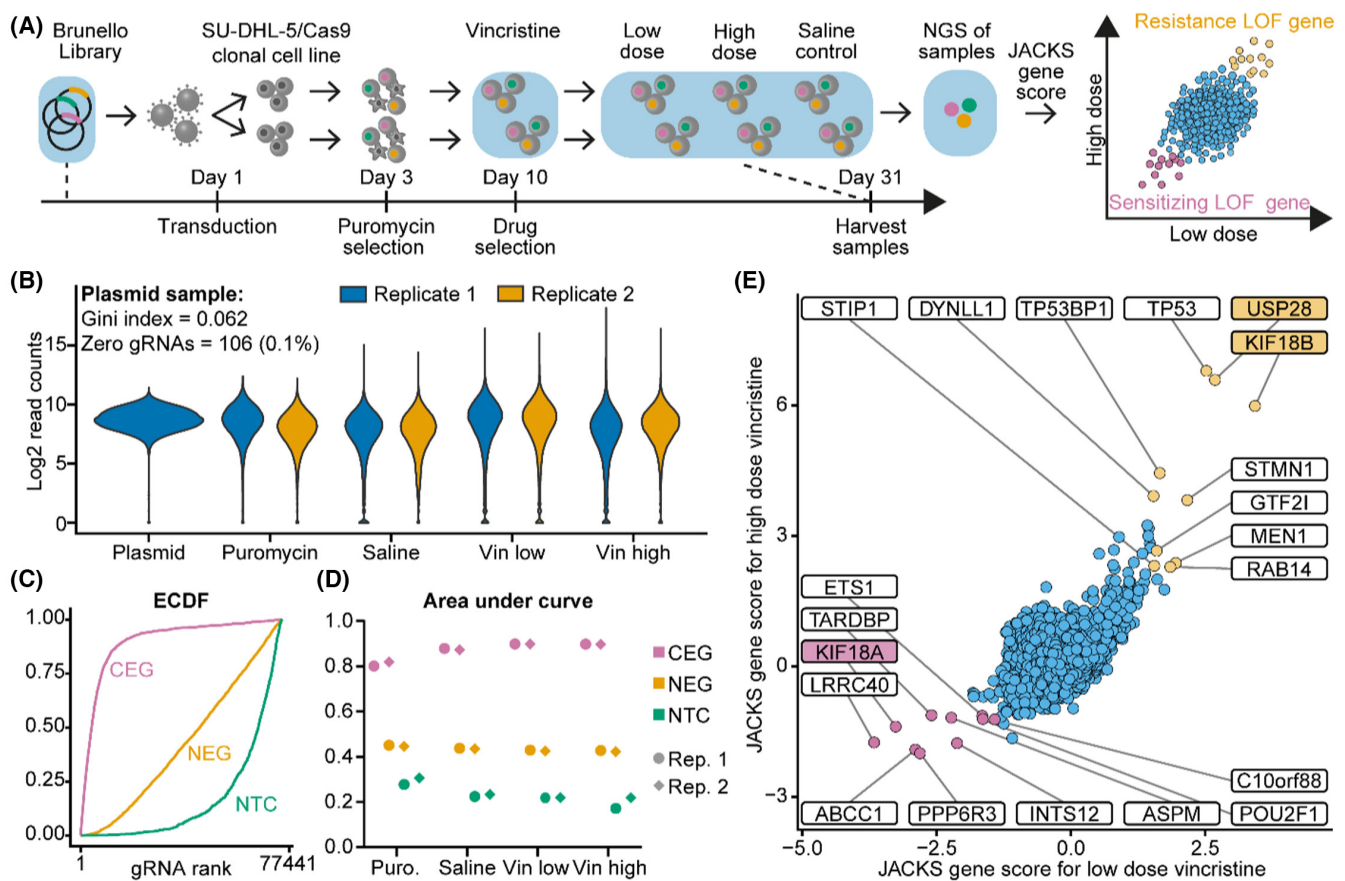 (A)
Brunello
Library
SU-DHL-5/Cas9
clonal cell line
Vincristine
Low
dose
High
dose
Saline
control
NGS of
samples
JACKS
gene
score
Day 1
Day 3
Day 10
Day 31
Transduction
Puromycin
selection
Drug
selection
Harvest
samples
Resistance LOF gene
High dose
Sensitizing LOF gene
Low dose
(B)
Plasmid sample:
Gini index = 0.062
Zero gRNAs = 106 (0.1%)
Replicate 1
Replicate 2
Log2 read counts
15
10
5
0
Plasmid
Puromycin
Saline
Vin low
Vin high
(C)
ECDF
1.00
0.75
0.50
0.25
0.00
CEG
NEG
NTC
1
gRNA rank
77441
(D)
Area under curve
1.0
0.8
0.6
0.4
0.2
0.0
Puro.
Saline
Vin low
Vin high
CEG
NEG
NTC
Rep. 1
Rep. 2
(E)
STIP1
DYNLL1
TP53BP1
TP53
USP28
KIF18B
STMN1
GTF2I
MEN1
RAB14
ETS1
TARDBP
KIF18A
LRRC40
C10orf88
ABCC1
PPP6R3
INTS12
ASPM
POU2F1
JACKS gene score for high dose vincristine
6
3
0
−3
−5.0
−2.5
0.0
2.5
JACKS gene score for low dose vincristine